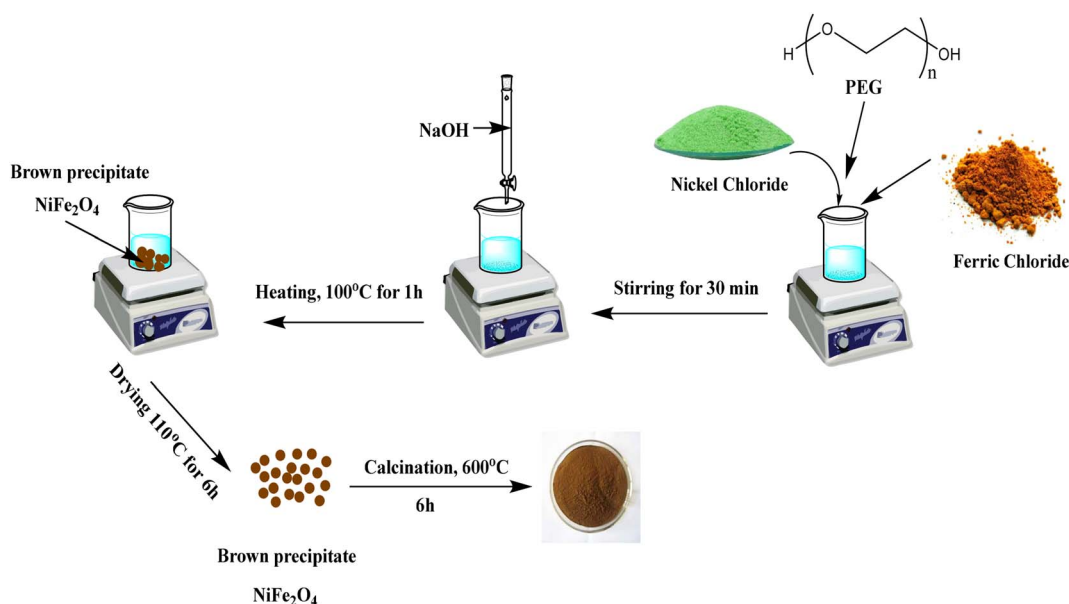 H
O
OH
n
PEG
NaOH
Nickel Chloride
Ferric Chloride
Brown precipitate
NiFe₂O₄
Stirring for 30 min
Heating, 100°C for 1h
Drying 110°C for 6h
Calcination, 600°C
6h
Brown precipitate
NiFe₂O₄